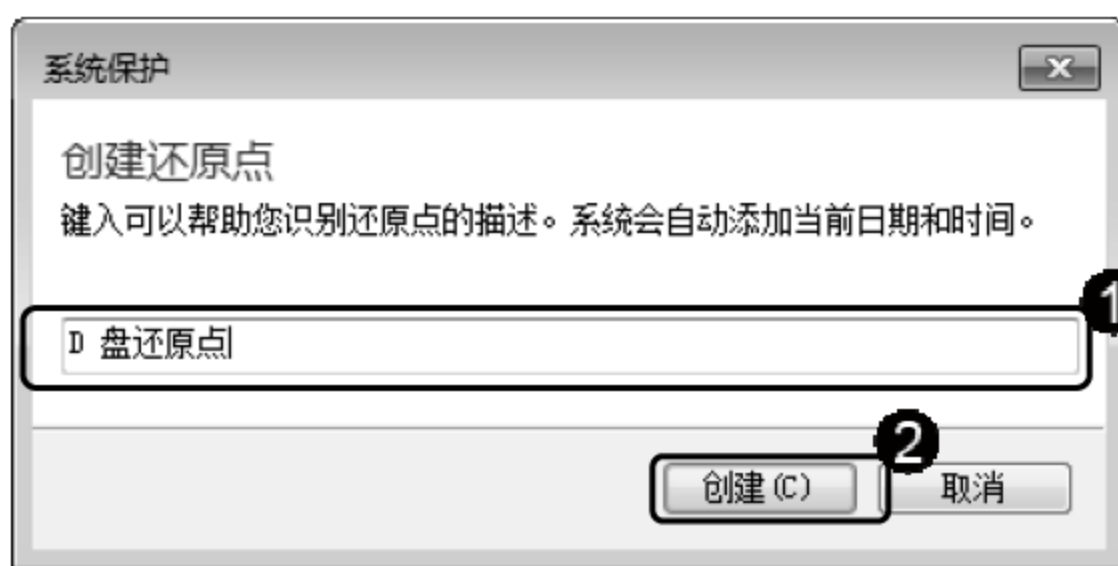 系统保护
创建还原点
键入可以帮助您识别还原点的描述。系统会自动添加当前日期和时间。
1
D 盘还原点
2
创建(C) 取消